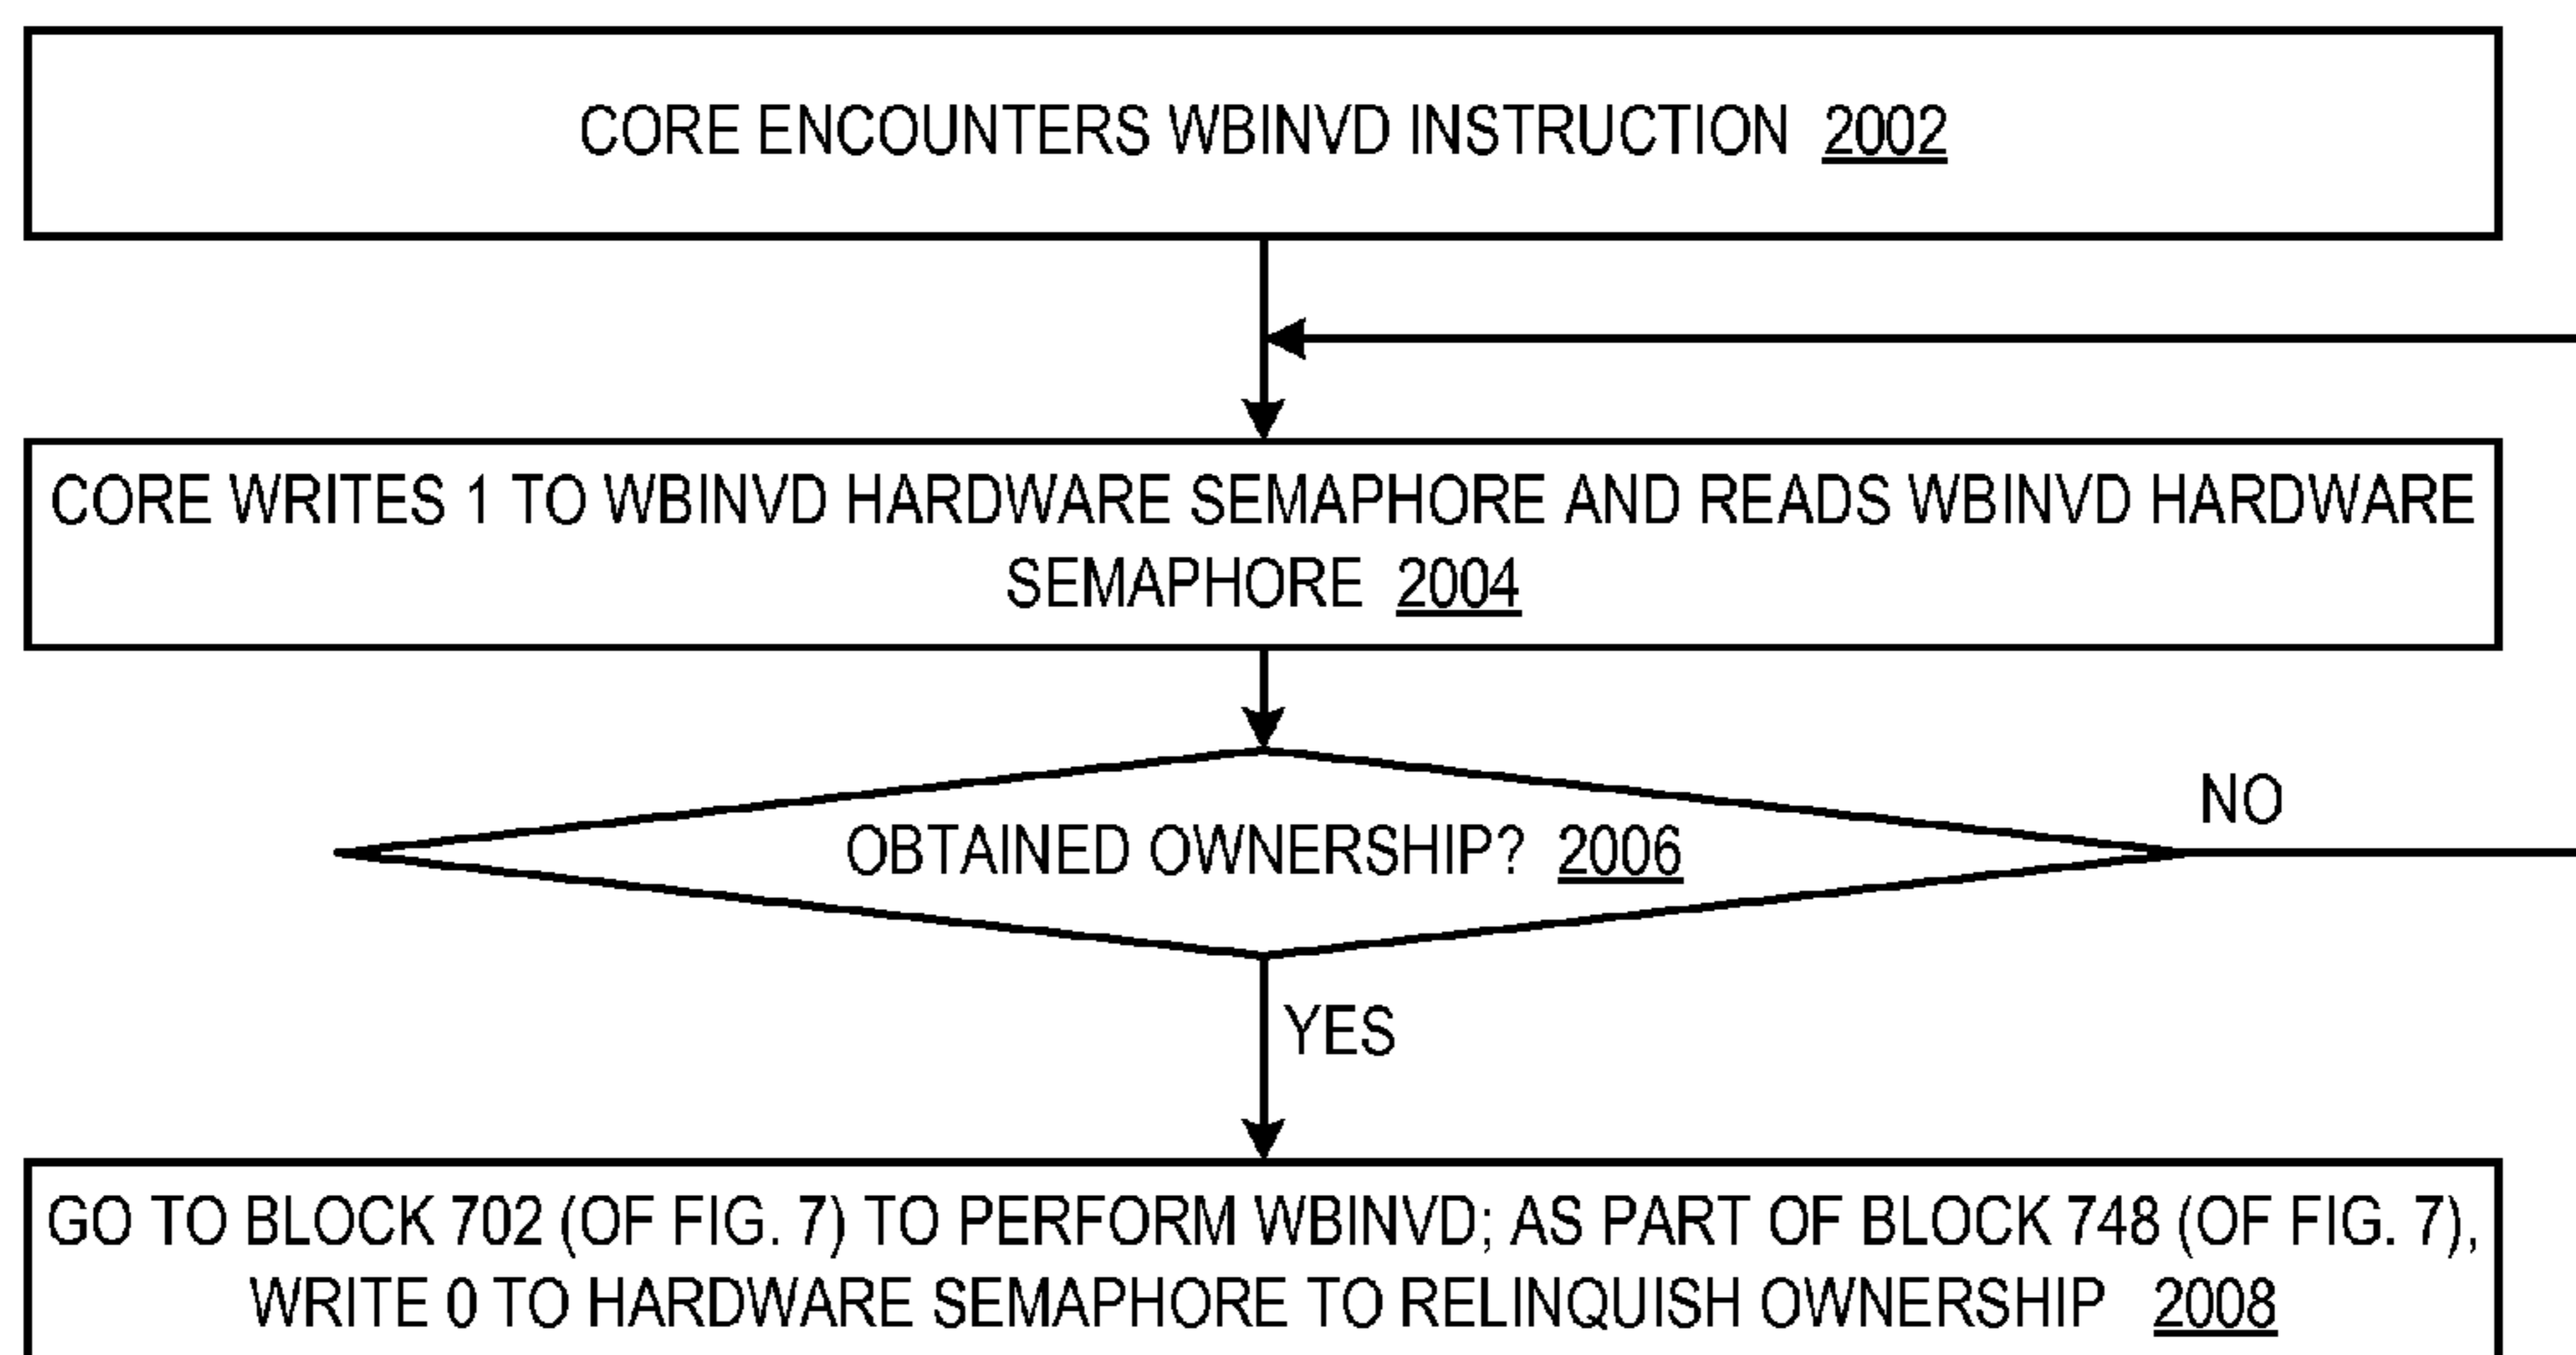 CORE ENCOUNTERS WBINVD INSTRUCTION 2002
CORE WRITES 1 TO WBINVD HARDWARE SEMAPHORE AND READS WBINVD HARDWARE
SEMAPHORE 2004
OBTAINED OWNERSHIP? 2006
NO
YES
GO TO BLOCK 702 (OF FIG. 7) TO PERFORM WBINVD; AS PART OF BLOCK 748 (OF FIG. 7),
WRITE 0 TO HARDWARE SEMAPHORE TO RELINQUISH OWNERSHIP 2008